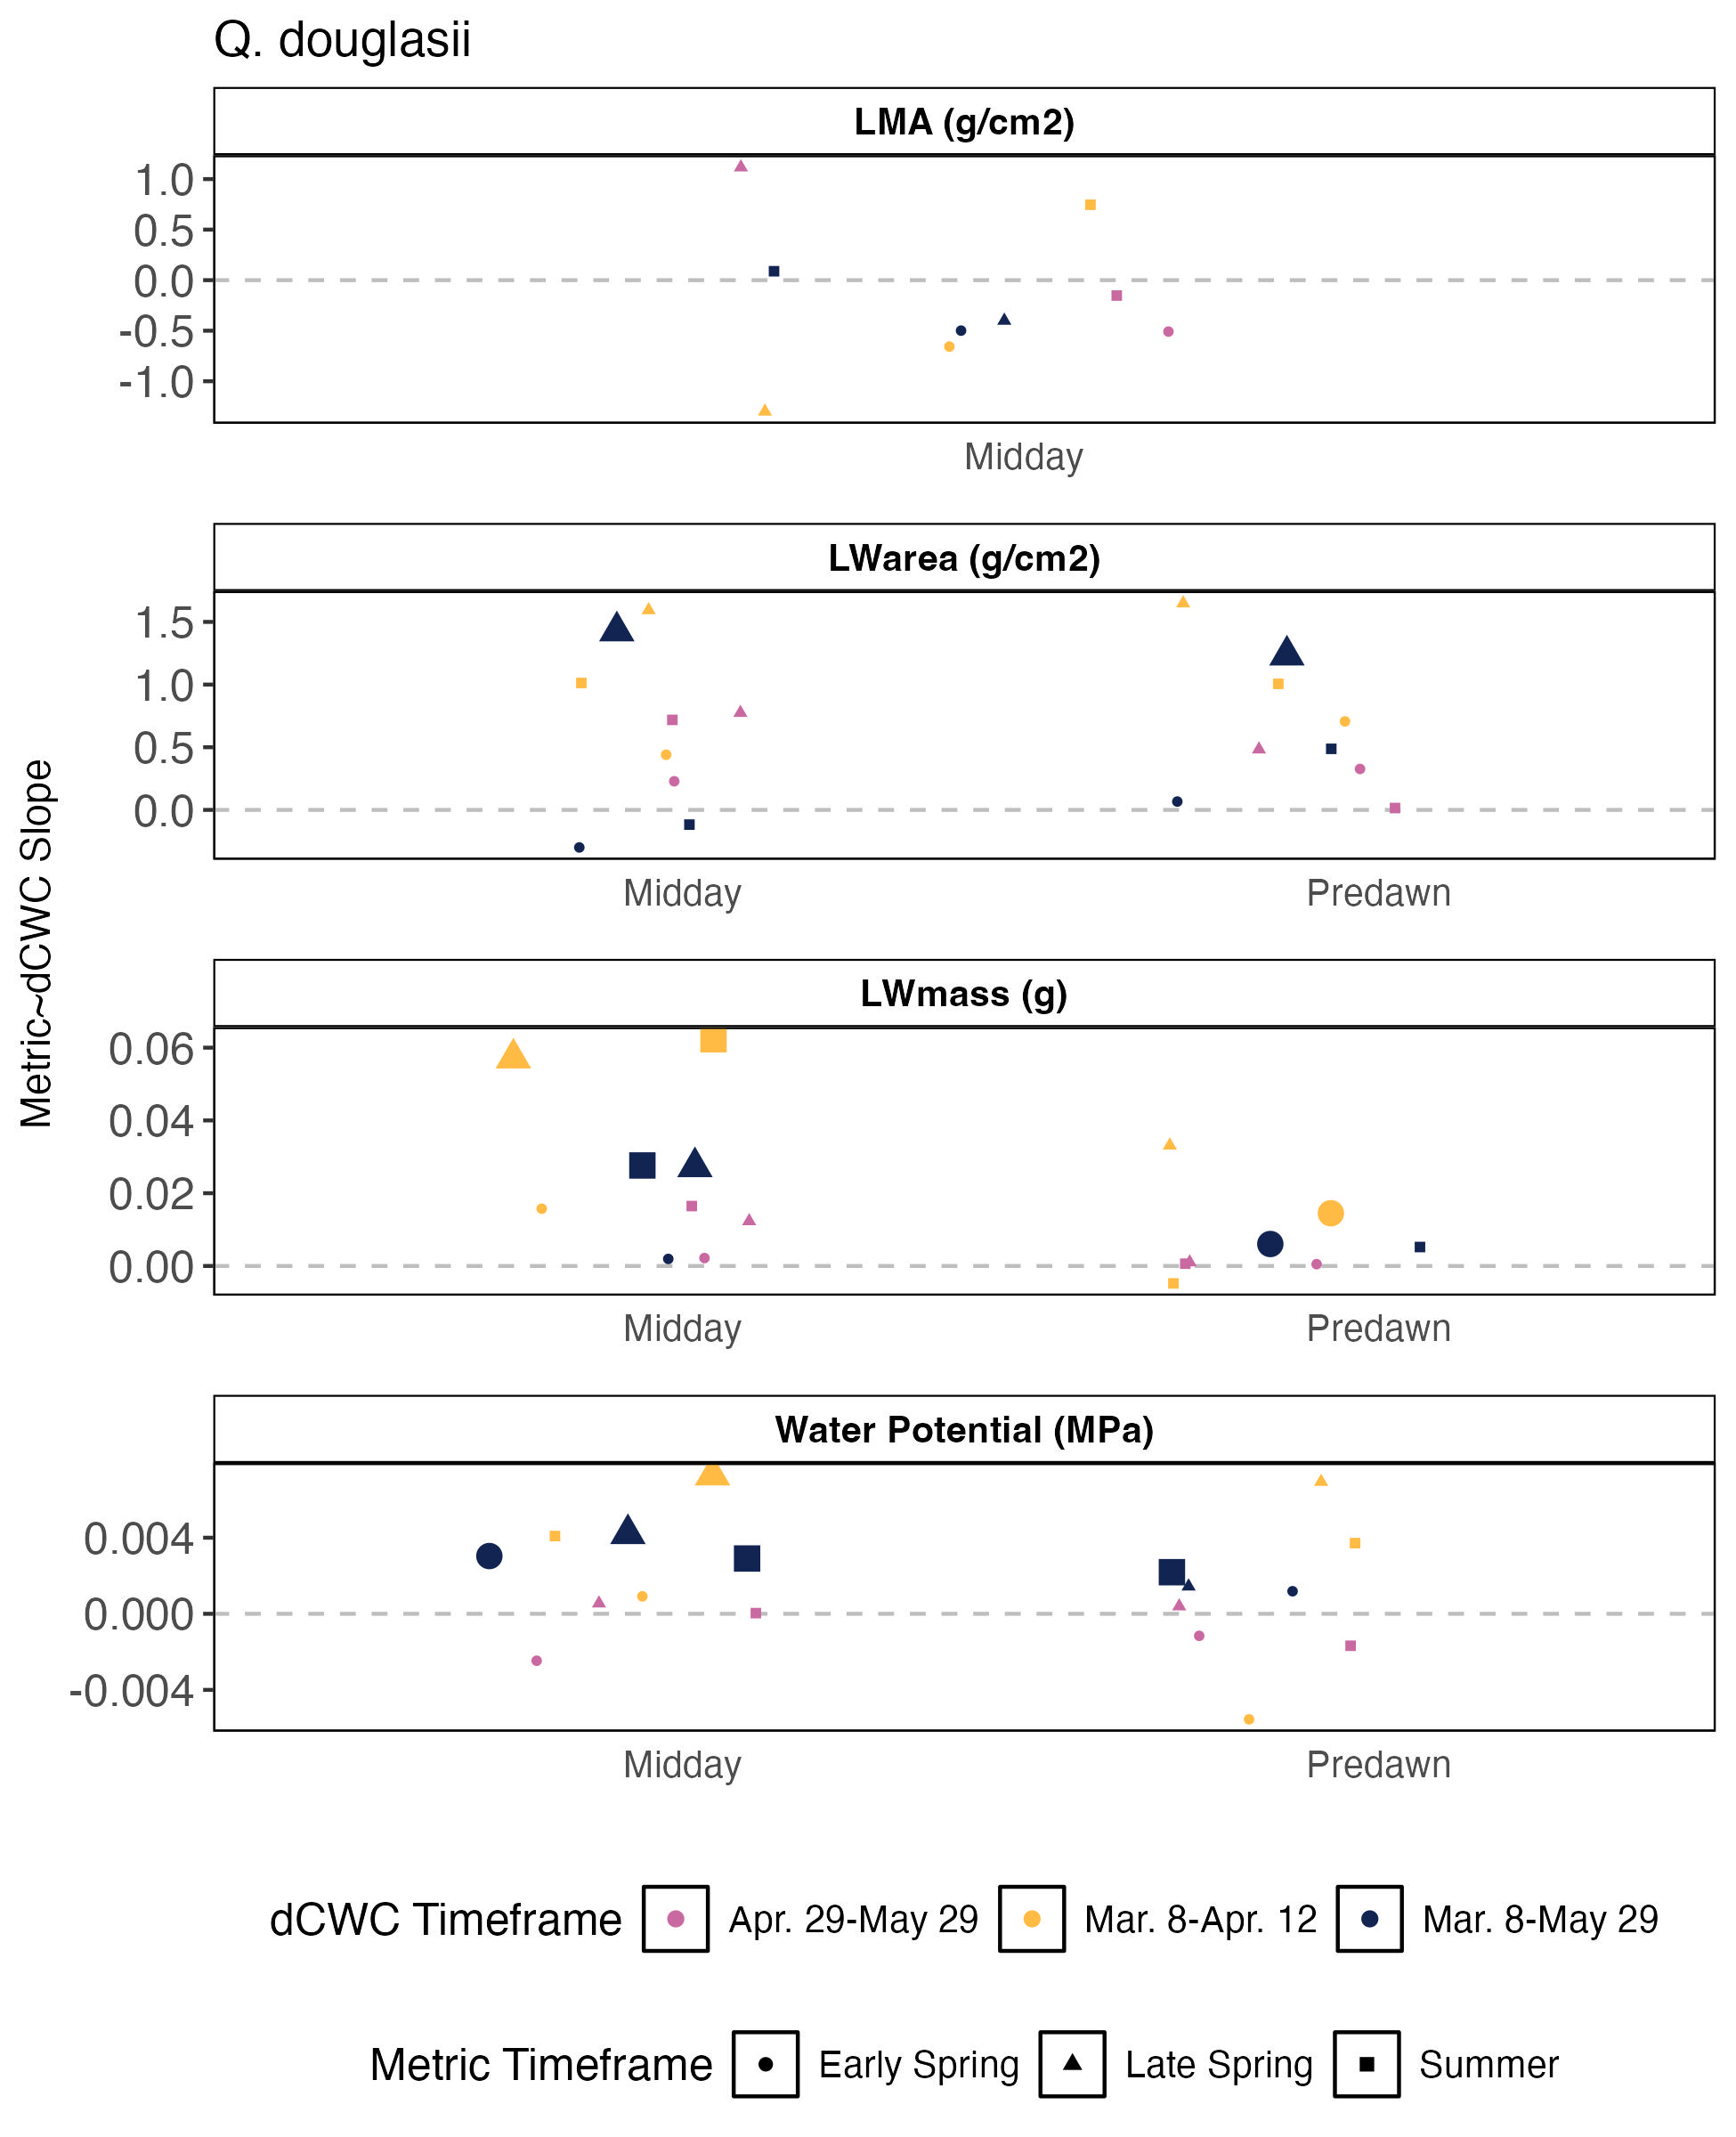 Q. douglasii
LMA (g/cm2)
1.0
0.5
0.0
-0.5
-1.0
Midday
LWarea (g/cm2)
1.5
1.0
0.5
0.0
Midday Predawn
Metric~dCWC Slope
LWmass (g)
0.06
0.04
0.02
0.00
Midday Predawn
Water Potential (MPa)
0.004
0.000
-0.004
Midday Predawn
dCWC Timeframe Apr. 29-May 29 Mar. 8-Apr. 12 Mar. 8-May 29
Metric Timeframe Early Spring Late Spring Summer